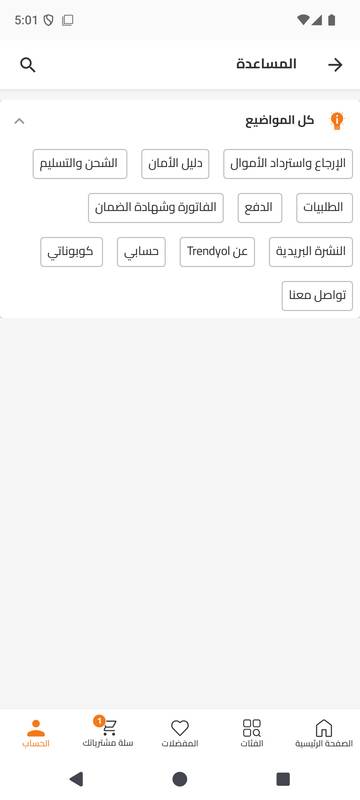 5:01
المساعدة
كل المواضيع
الإرجاع واسترداد الأموال
دليل الأمان
الشحن والتسليم
الطلبيات
الدفع
الفاتورة وشهادة الضمان
النشرة البريدية
عن Trendyol
حسابي
كوبوناتي
تواصل معنا
الصفحة الرئيسية
الفئات
المفضلات
سلة مشترياتك
1
الحساب